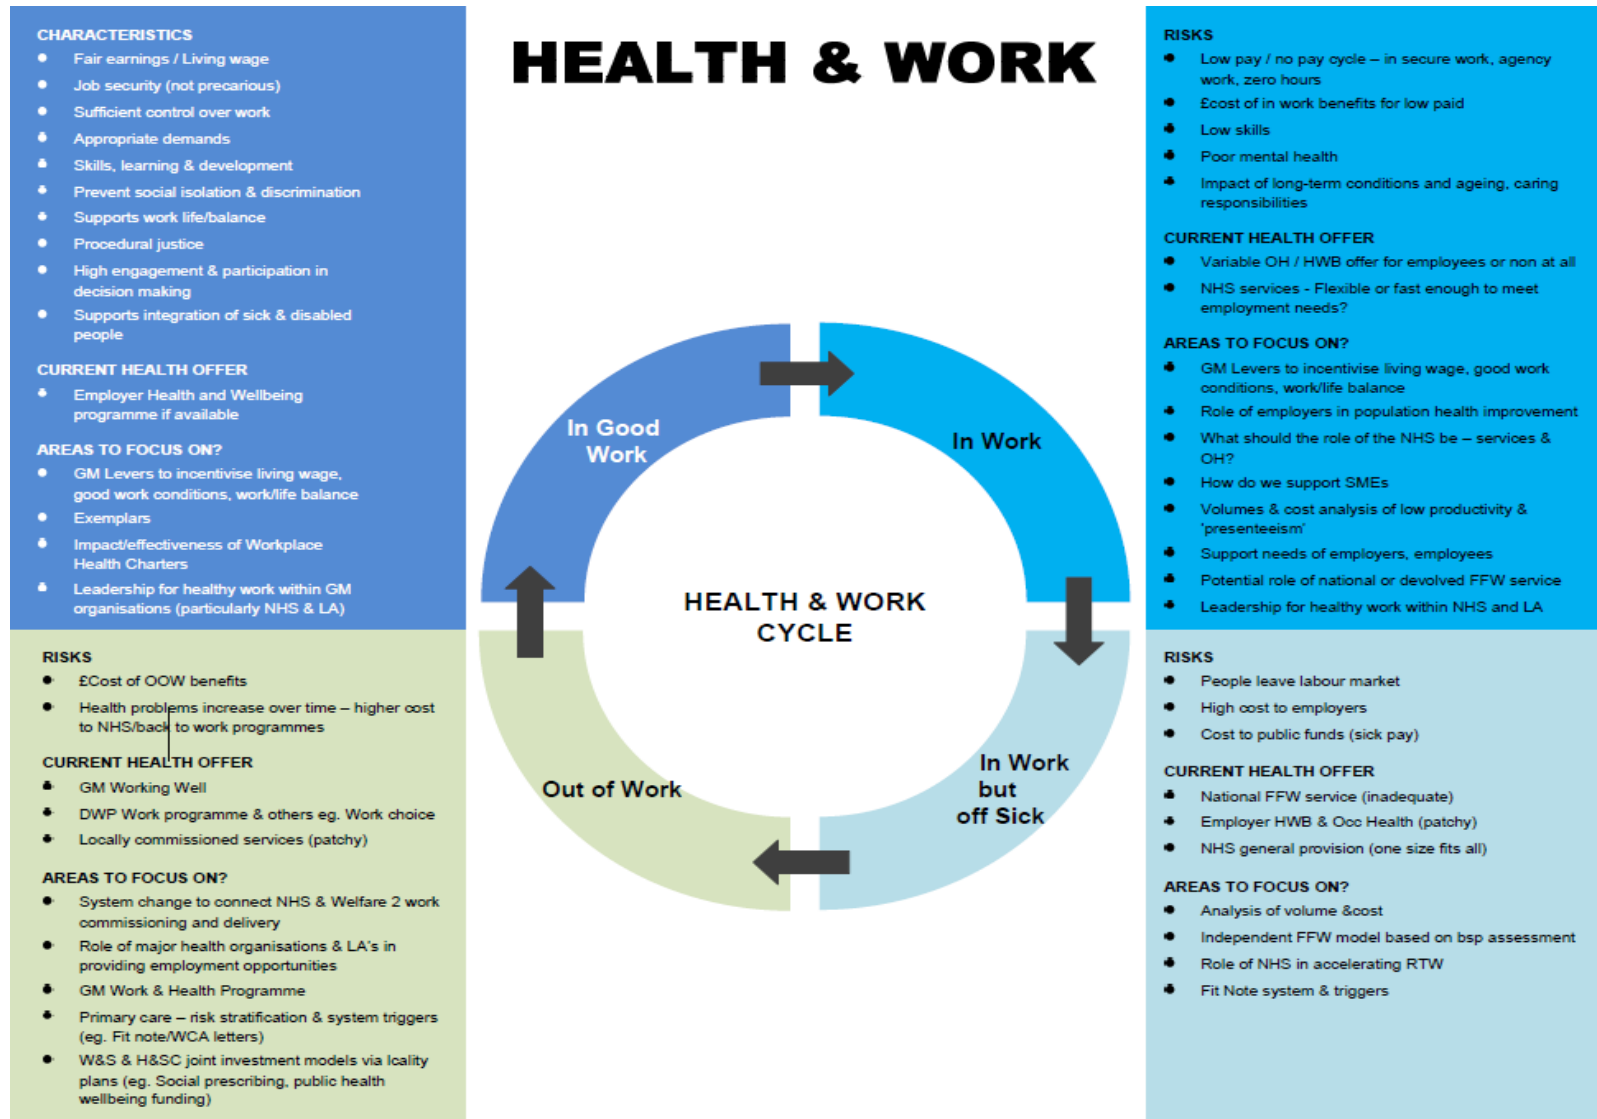 HEALTH & WORK
CHARACTERISTICS
Fair earnings / Living wage
Job security (not precarious)
Sufficient control over work
Appropriate demands
Skills, learning & development
Prevent social isolation & discrimination
Supports work life/balance
Procedural justice
High engagement & participation in
decision making
Supports integration of sick & disabled
people
CURRENT HEALTH OFFER
Employer Health and Wellbeing
programme if available
AREAS TO FOCUS ON?
GM Levers to incentivise living wage,
good work conditions, work/life balance
Exemplars
Impact/effectiveness of Workplace
Health Charters
Leadership for healthy work within GM
organisations (particularly NHS & LA)
RISKS
£Cost of OOW benefits
Health problems increase over time – higher cost
to NHS/back to work programmes
CURRENT HEALTH OFFER
GM Working Well
DWP Work programme & others eg. Work choice
Locally commissioned services (patchy)
AREAS TO FOCUS ON?
System change to connect NHS & Welfare 2 work
commissioning and delivery
Role of major health organisations & LA's in
providing employment opportunities
GM Work & Health Programme
Primary care – risk stratification & system triggers
(eg. Fit note/WCA letters)
W&S & H&SC joint investment models via lcality
plans (eg. Social prescribing, public health
wellbeing funding)
In Good
Work
In Work
HEALTH & WORK
CYCLE
Out of Work
In Work
but
off Sick
RISKS
Low pay / no pay cycle – in secure work, agency
work, zero hours
£cost of in work benefits for low paid
Low skills
Poor mental health
Impact of long-term conditions and ageing, caring
responsibilities
CURRENT HEALTH OFFER
Variable OH / HWB offer for employees or non at all
NHS services - Flexible or fast enough to meet
employment needs?
AREAS TO FOCUS ON?
GM Levers to incentivise living wage, good work
conditions, work/life balance
Role of employers in population health improvement
What should the role of the NHS be – services &
OH?
How do we support SMEs
Volumes & cost analysis of low productivity &
'presenteeism'
Support needs of employers, employees
Potential role of national or devolved FFW service
Leadership for healthy work within NHS and LA
RISKS
People leave labour market
High cost to employers
Cost to public funds (sick pay)
CURRENT HEALTH OFFER
National FFW service (inadequate)
Employer HWB & Occ Health (patchy)
NHS general provision (one size fits all)
AREAS TO FOCUS ON?
Analysis of volume &cost
Independent FFW model based on bsp assessment
Role of NHS in accelerating RTW
Fit Note system & triggers